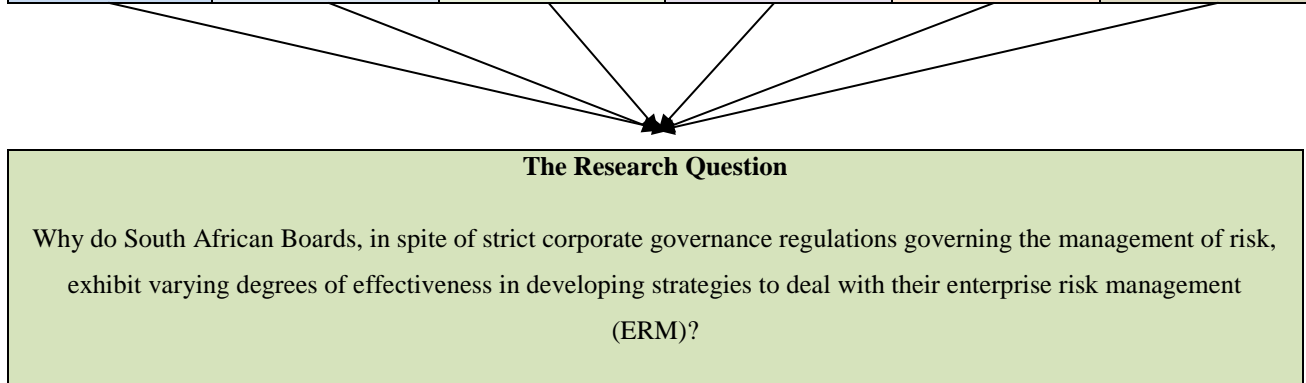 The Research Question
Why do South African Boards, in spite of strict corporate governance regulations governing the management of risk,
exhibit varying degrees of effectiveness in developing strategies to deal with their enterprise risk management
(ERM)?